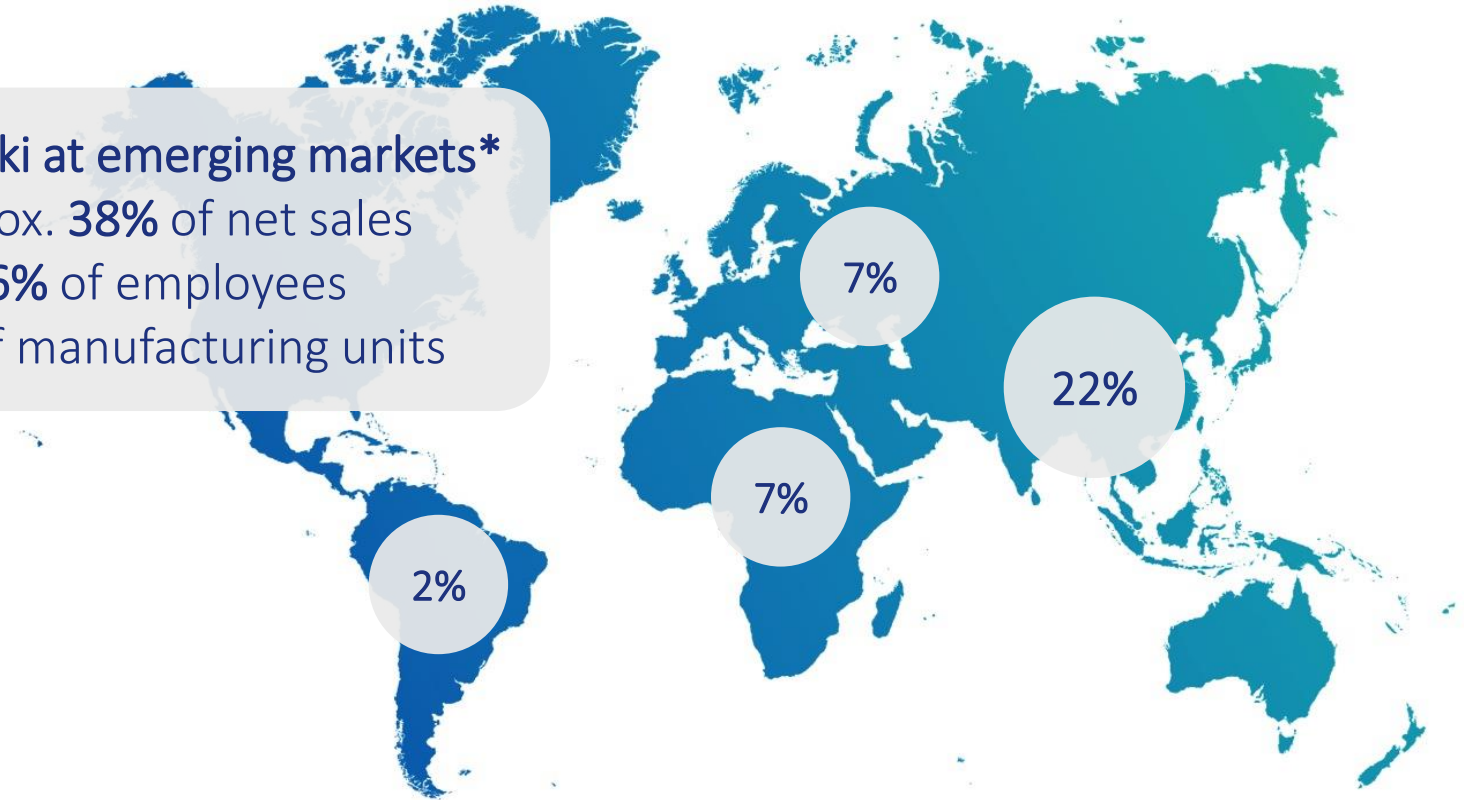 ki at emerging markets*
ox. 38% of net sales
6% of employees
f manufacturing units
7%
22%
7%
2%